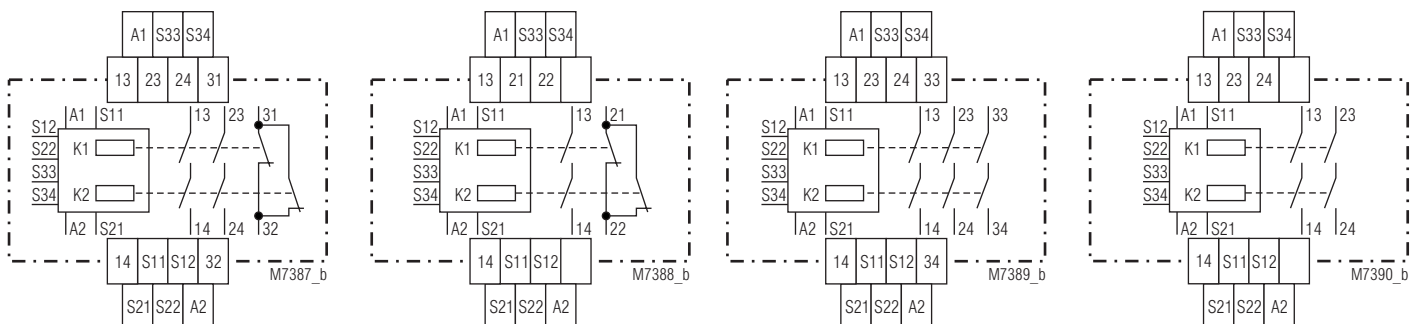 A1 S33 S34
13 23 24 31
A1 S11 13 23 31
S12
S22 K1
S33
S34 K2
A2 S21 14 24 32
14 S11 S12 32
M7387_b
S21 S22 A2
A1 S33 S34
13 21 22
A1 S11 13 21
S12
S22 K1
S33
S34 K2
A2 S21 14 22
14 S11 S12
M7388_b
S21 S22 A2
A1 S33 S34
13 23 24 33
A1 S11 13 23 33
S12
S22 K1
S33
S34 K2
A2 S21 14 24 34
14 S11 S12 34
M7389_b
S21 S22 A2
A1 S33 S34
13 23 24
A1 S11 13 23
S12
S22 K1
S33
S34 K2
A2 S21 14 24
14 S11 S12
M7390_b
S21 S22 A2